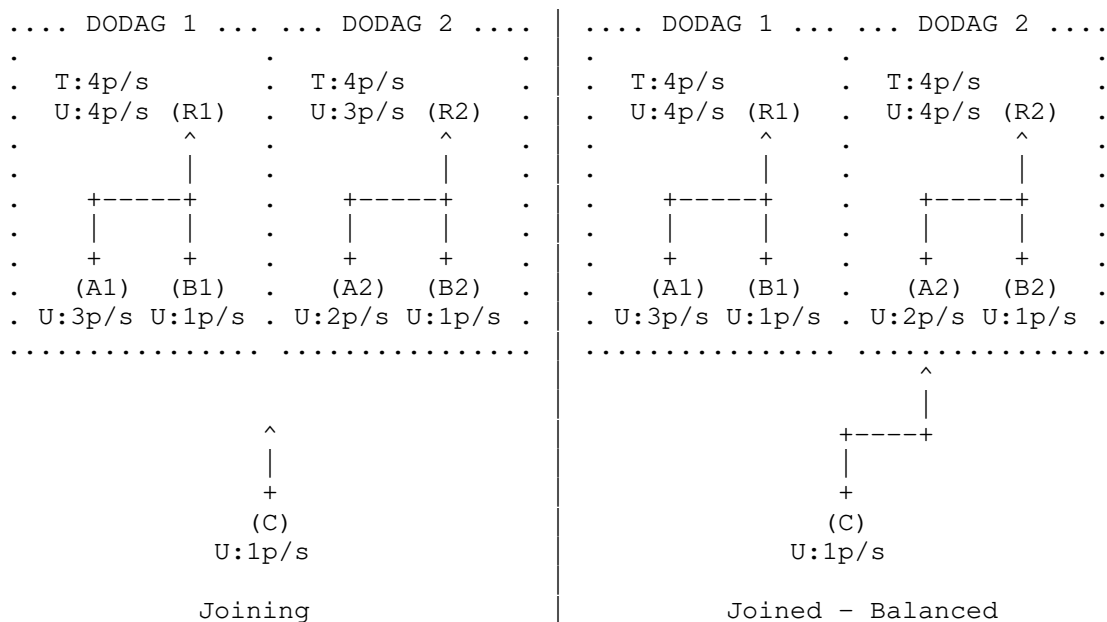 .... DODAG 1 ... ... DODAG 2 .... | .... DODAG 1 ... ... DODAG 2 ....
. . . | . . .
. T:4p/s . T:4p/s . | . T:4p/s . T:4p/s .
. U:4p/s (R1) . U:3p/s (R2) . | . U:4p/s (R1) . U:4p/s (R2) .
. ^ . ^ . | . ^ . ^ .
. | . | . | . | . | .
. +-----+ . +-----+ . | . +-----+ . +-----+ .
. | | . | | . | . | | . | | .
. + + . + + . | . + + . + + .
. (A1) (B1) . (A2) (B2) . | . (A1) (B1) . (A2) (B2) .
. U:3p/s U:1p/s . U:2p/s U:1p/s . | . U:3p/s U:1p/s . U:2p/s U:1p/s .
................ ................ | ................ ................
| ^
| |
^ | +----+
| | |
+ | +
(C) | (C)
U:1p/s | U:1p/s
Joining | Joined - Balanced